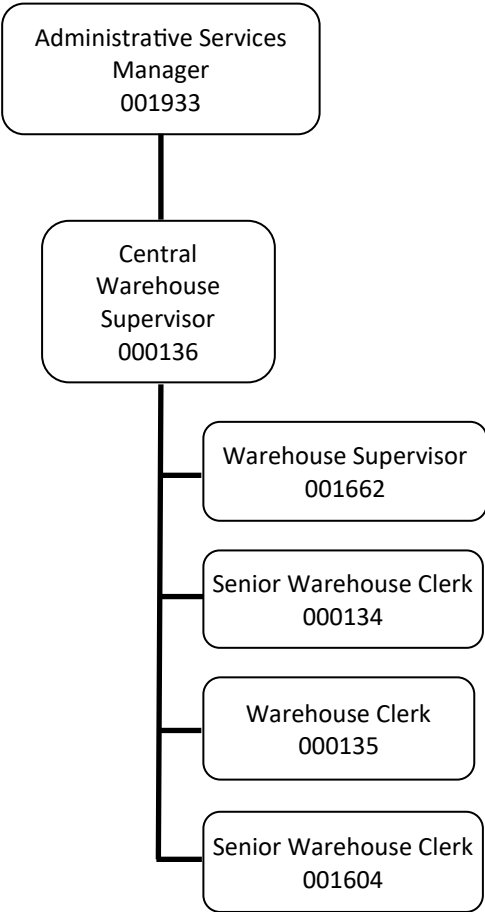 Administrative Services
Manager
001933
Central
Warehouse
Supervisor
000136
Warehouse Supervisor
001662
Senior Warehouse Clerk
000134
Warehouse Clerk
000135
Senior Warehouse Clerk
001604